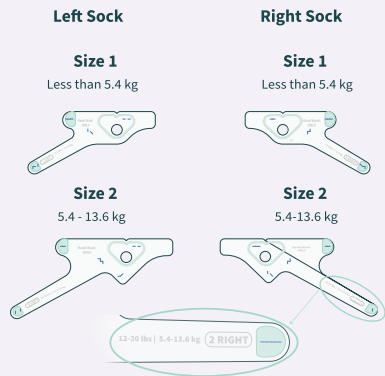 Left Sock
Right Sock
Size 1
Less than 5.4 kg
Size 1
Less than 5.4 kg
Size 2
5.4 - 13.6 kg
Size 2
5.4-13.6 kg
12-30 lbs | 5.4-13.6 kg 2 RIGHT